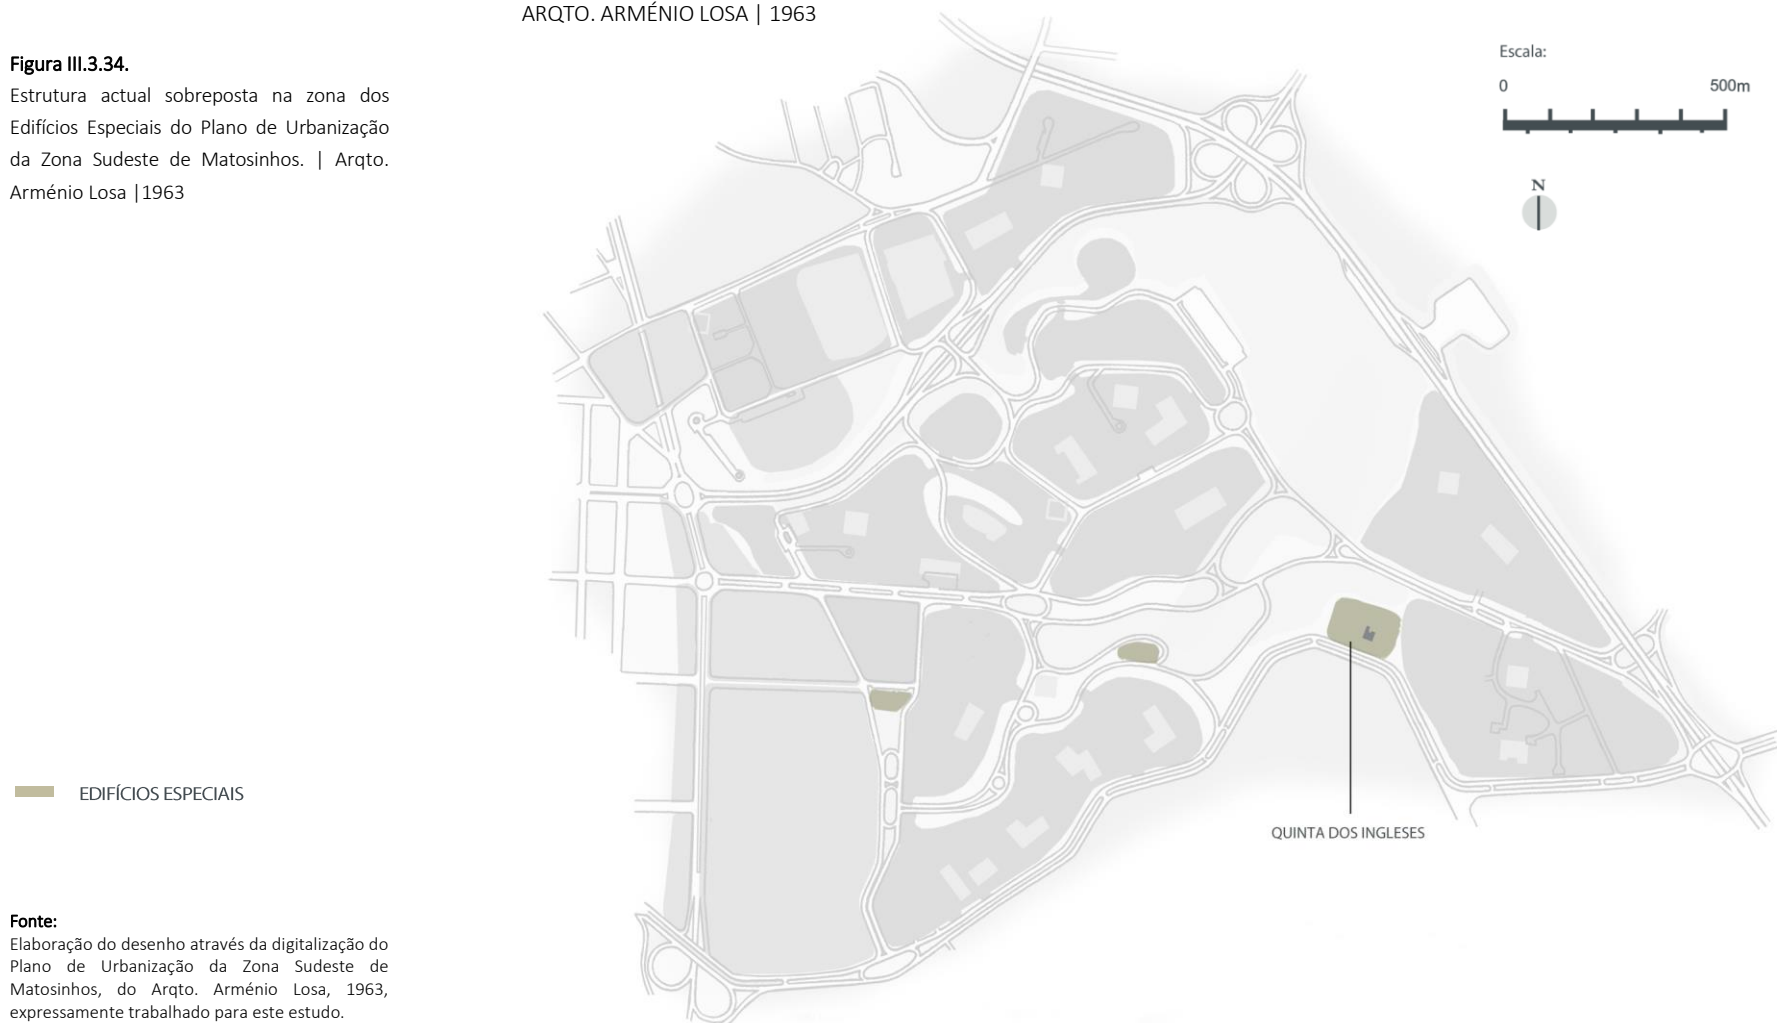 ARQTO. ARMÉNIO LOSA | 1963
Figura III.3.34.
Estrutura actual sobreposta na zona dos
Edifícios Especiais do Plano de Urbanização
da Zona Sudeste de Matosinhos. | Arqto.
Arménio Losa |1963
Escala:
0 500m
N
QUINTA DOS INGLESES
EDIFÍCIOS ESPECIAIS
Fonte:
Elaboração do desenho através da digitalização do
Plano de Urbanização da Zona Sudeste de
Matosinhos, do Arqto. Arménio Losa, 1963,
expressamente trabalhado para este estudo.